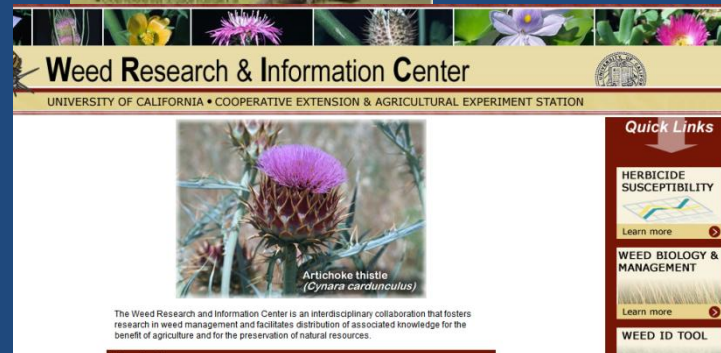 Weed Research & Information Center
UNIVERSITY OF CALIFORNIA • COOPERATIVE EXTENSION & AGRICULTURAL EXPERIMENT STATION
Artichoke thistle
(Cynara cardunculus)
The Weed Research and Information Center is an interdisciplinary collaboration that fosters
research in weed management and facilitates distribution of associated knowledge for the
benefit of agriculture and for the preservation of natural resources.
Quick Links
HERBICIDE
SUSCEPTIBILITY
Learn more
WEED BIOLOGY &
MANAGEMENT
Learn more
WEED ID TOOL